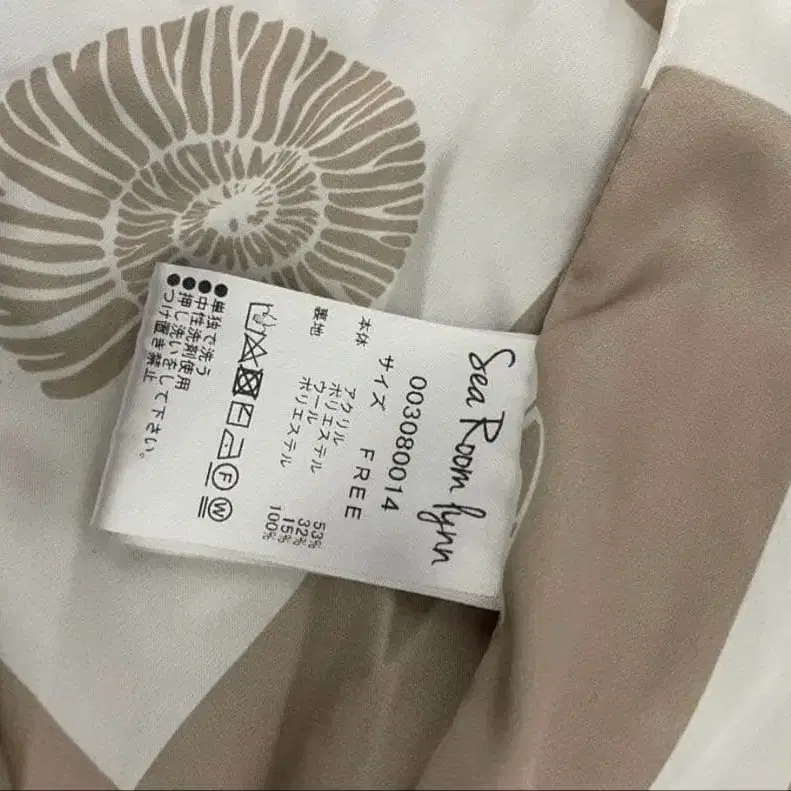 Sea Room lynn
003080014
サイズ FREE
本体 アクリル 53%
ポリエステル 32%
ウール 15%
裏地 ポリエステル 100%
F W
●単独で洗う
●中性洗剤使用
●押し洗いをして下さい。
●つけ置き禁止